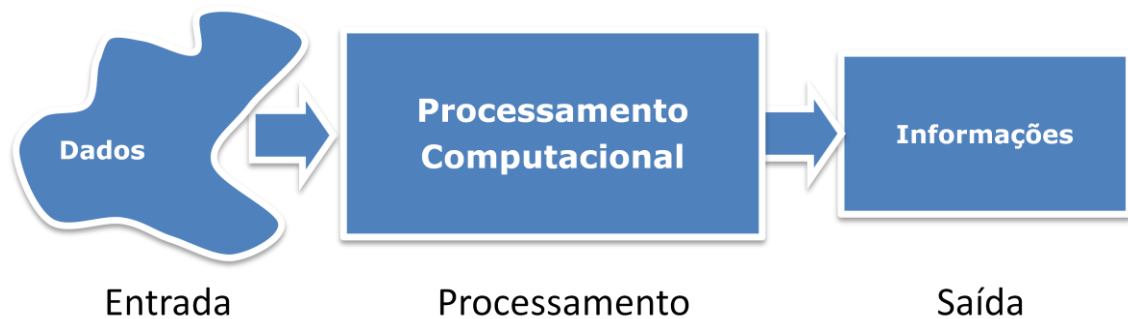 Dados
Processamento
Computacional
Informações
Entrada
Processamento
Saída